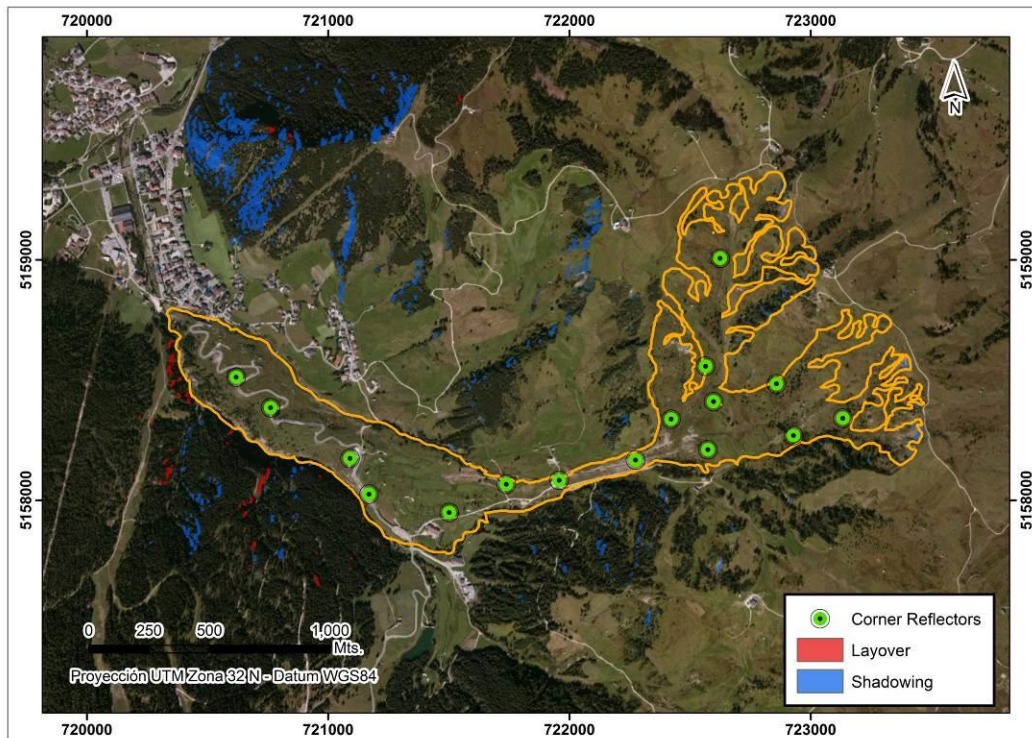 720000 721000 722000 723000
N
5159000 5159000
5158000 5158000
0 250 500 1,000
Mts.
Proyección UTM Zona 32 N - Datum WGS84
Corner Reflectors
Layover
Shadowing
720000 721000 722000 723000